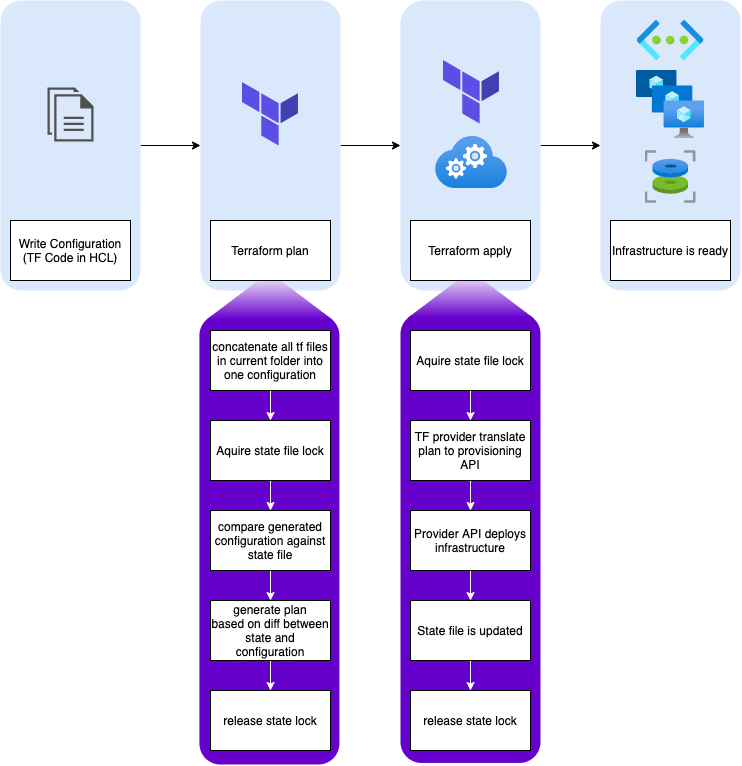 Write Configuration
(TF Code in HCL)
Terraform plan
Terraform apply
Infrastructure is ready
concatenate all tf files
in current folder into
one configuration
Aquire state file lock
compare generated
configuration against
state file
generate plan
based on diff between
state and
configuration
release state lock
Aquire state file lock
TF provider translate
plan to provisioning
API
Provider API deploys
infrastructure
State file is updated
release state lock